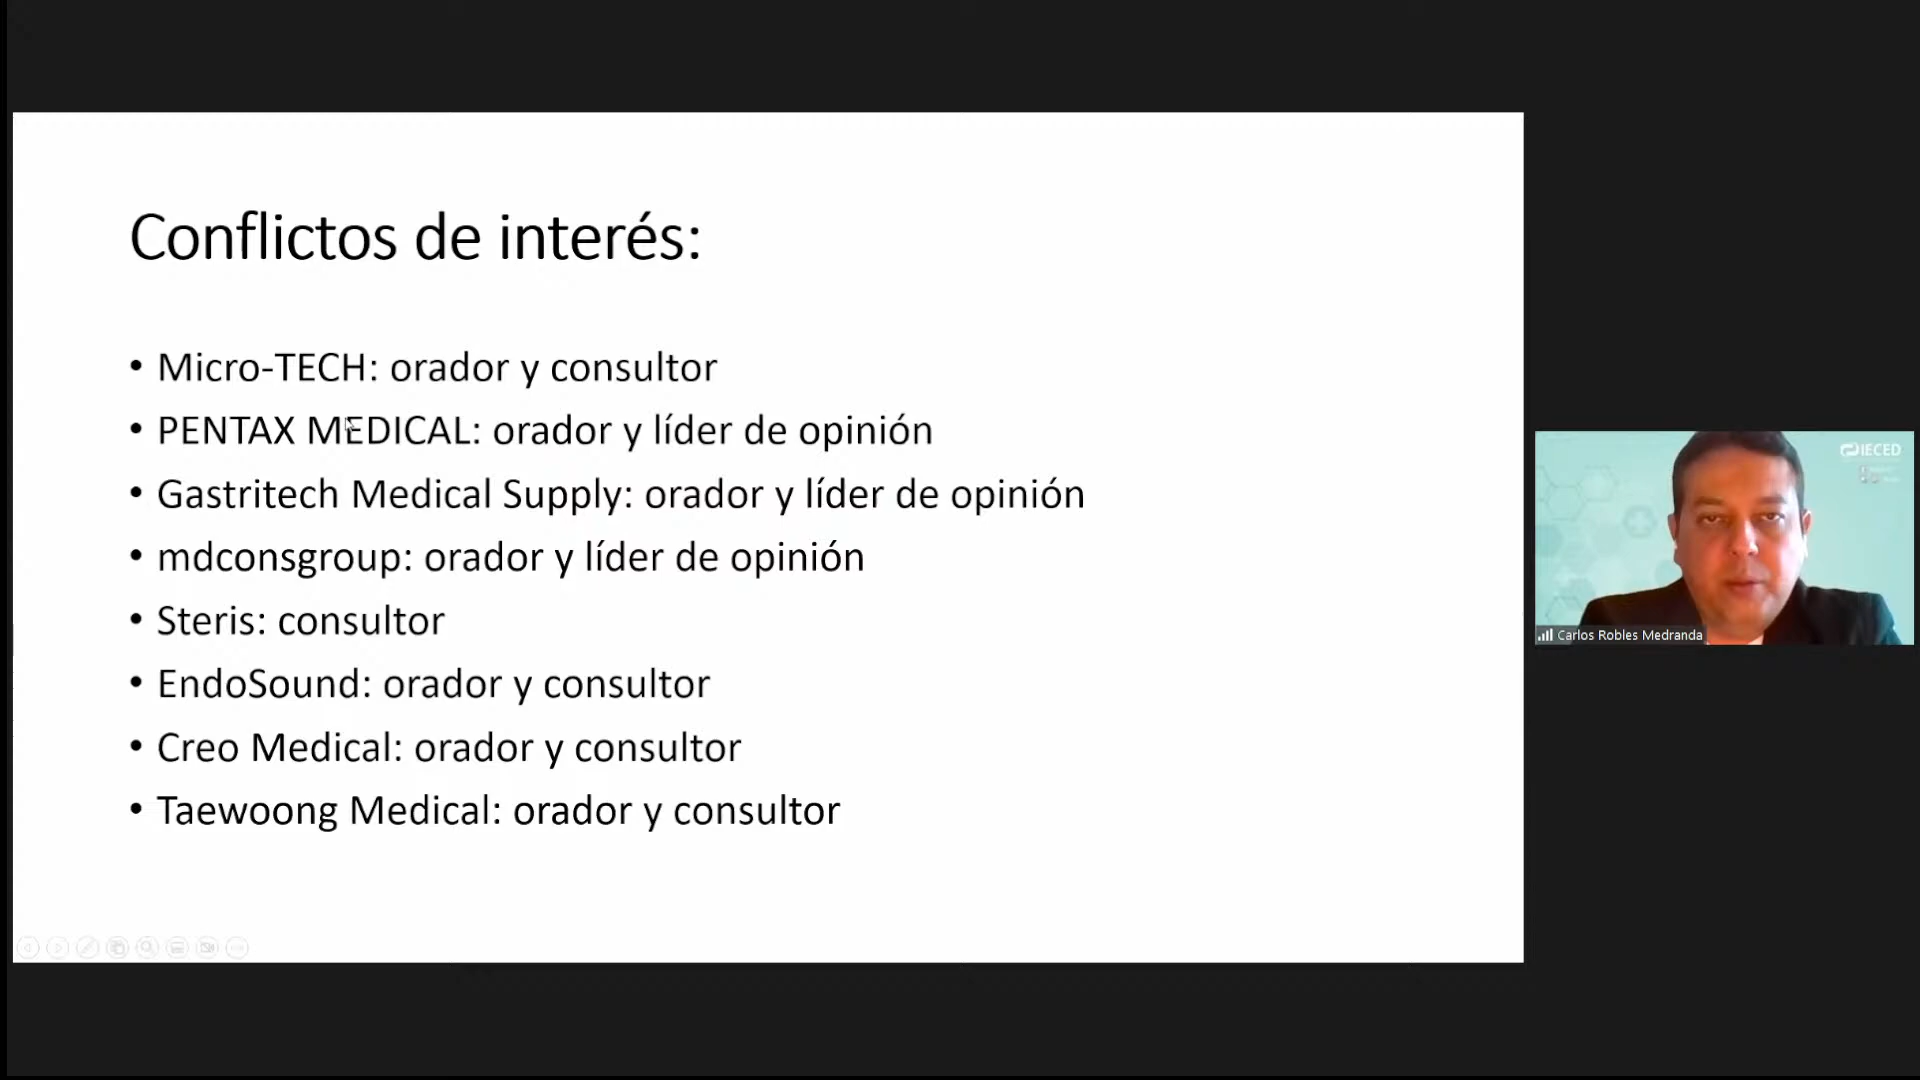 Conflictos de interés:
• Micro-TECH: orador y consultor
• PENTAX MEDICAL: orador y líder de opinión
• Gastritech Medical Supply: orador y líder de opinión
• mdconsgroup: orador y líder de opinión
• Steris: consultor
• EndoSound: orador y consultor
• Creo Medical: orador y consultor
• Taewoong Medical: orador y consultor
IECED
Carlos Robles Medranda